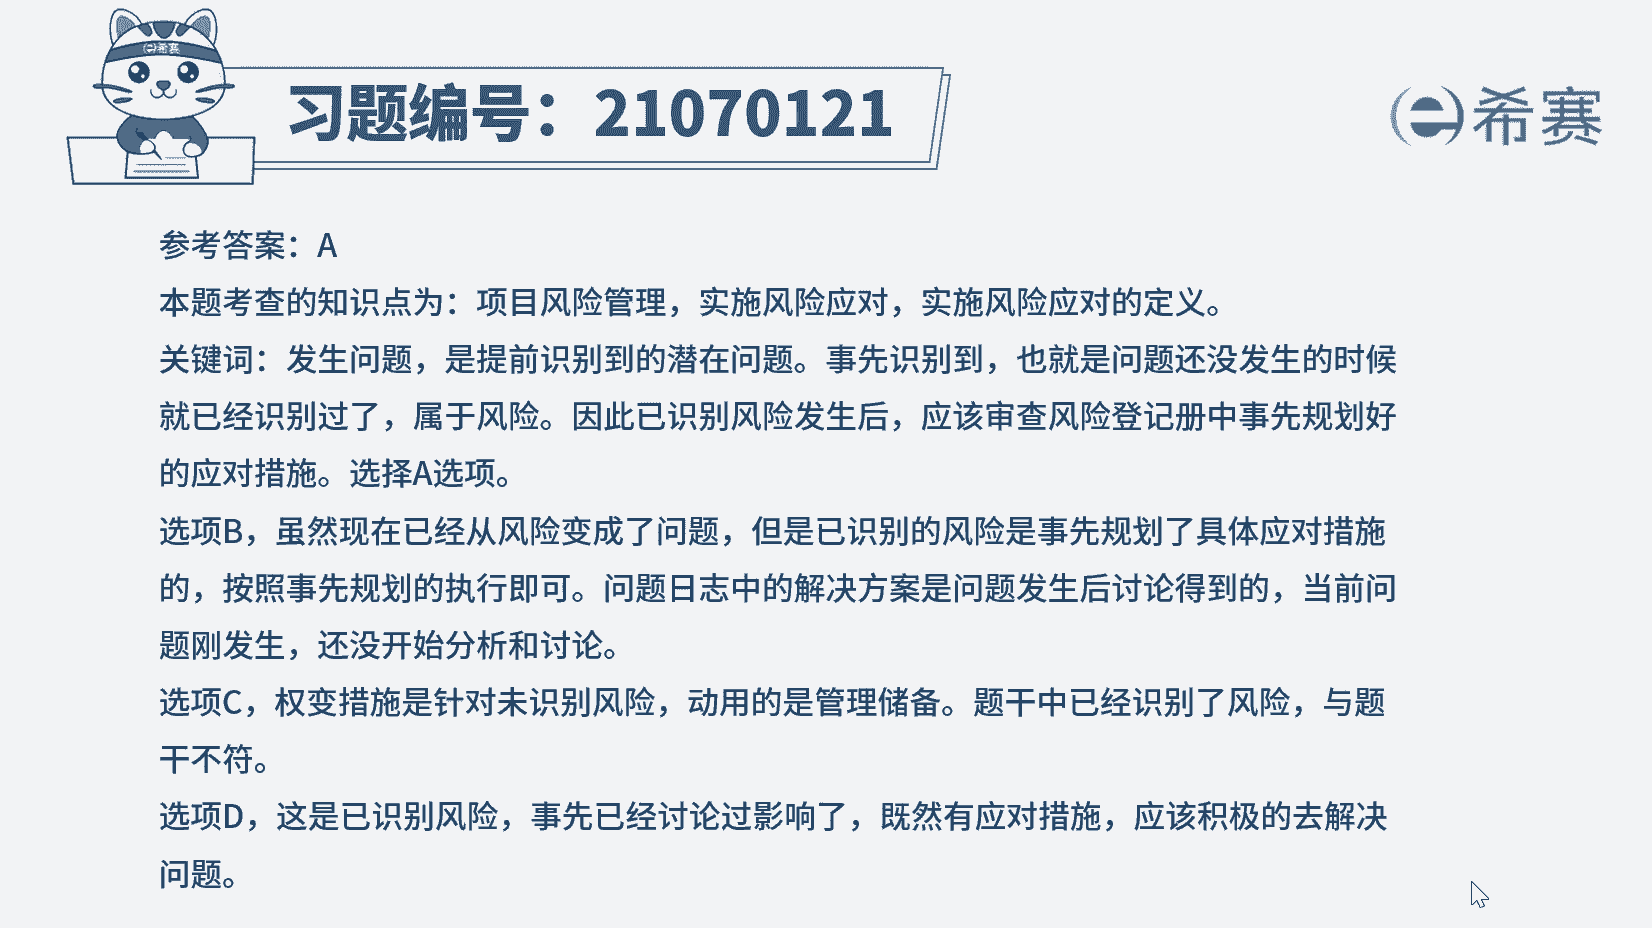 希赛
习题编号：21070121
希赛
参考答案：A
本题考查的知识点为：项目风险管理，实施风险应对，实施风险应对的定义。
关键词：发生问题，是提前识别到的潜在问题。事先识别到，也就是问题还没发生的时候
就已经识别过了，属于风险。因此已识别风险发生后，应该审查风险登记册中事先规划好
的应对措施。选择A选项。
选项B，虽然现在已经从风险变成了问题，但是已识别的风险是事先规划了具体应对措施
的，按照事先规划的执行即可。问题日志中的解决方案是问题发生后讨论得到的，当前问
题刚发生，还没开始分析和讨论。
选项C，权变措施是针对未识别风险，动用的是管理储备。题干中已经识别了风险，与题
干不符。
选项D，这是已识别风险，事先已经讨论过影响了，既然有应对措施，应该积极的去解决
问题。